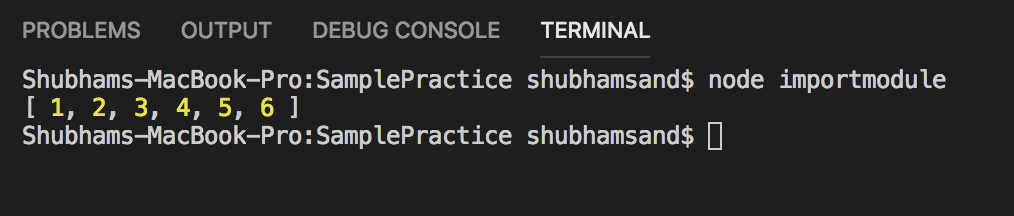 PROBLEMS OUTPUT DEBUG CONSOLE TERMINAL
Shubhams-MacBook-Pro:SamplePractice shubhamsand$ node importmodule
[ 1, 2, 3, 4, 5, 6 ]
Shubhams-MacBook-Pro:SamplePractice shubhamsand$